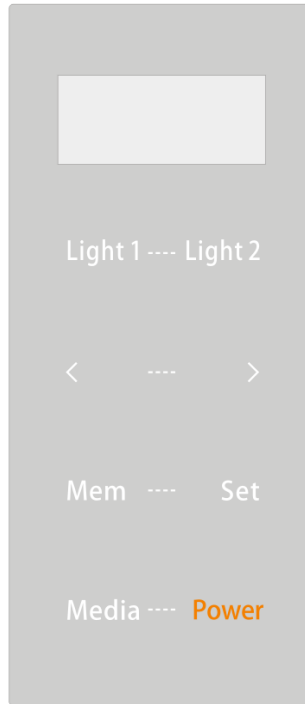 Light 1 ---- Light 2
< ---- >
Mem ---- Set
Media ---- Power